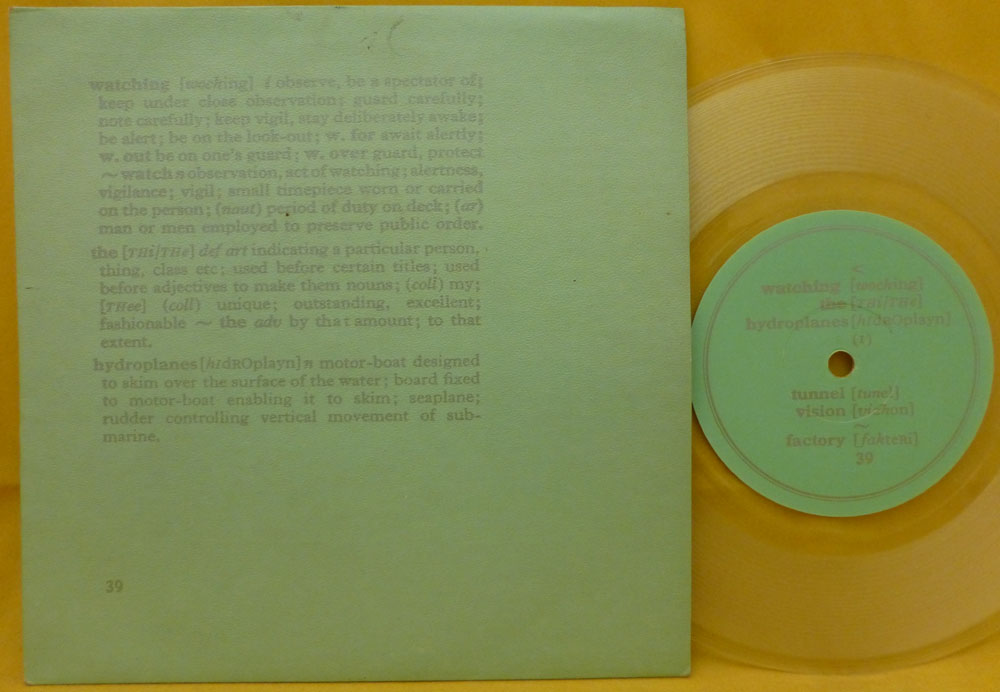 watching [woching] i observe, be a spectator of;
keep under close observation; guard carefully;
note carefully; keep vigil, stay deliberately awake;
be alert; be on the look-out; w. for await alertly;
w. out be on one's guard; w. over guard, protect
~ watch n observation, act of watching; alertness,
vigilance; vigil; small timepiece worn or carried
on the person; (naut) period of duty on deck; (ar)
man or men employed to preserve public order.
the [THi/THe] def art indicating a particular person,
thing, class etc; used before certain titles; used
before adjectives to make them nouns; (coll) my;
[THee] (coll) unique; outstanding, excellent;
fashionable ~ the adv by that amount; to that
extent.
hydroplanes [hIdROplayn] n motor-boat designed
to skim over the surface of the water; board fixed
to motor-boat enabling it to skim; seaplane;
rudder controlling vertical movement of sub-
marine.
39
<
watching [woching]
the [THi/THe]
hydroplanes [hIdROplayn]
(1)
tunnel [tunel]
vision [vizhon]
~
factory [fakteRi]
39